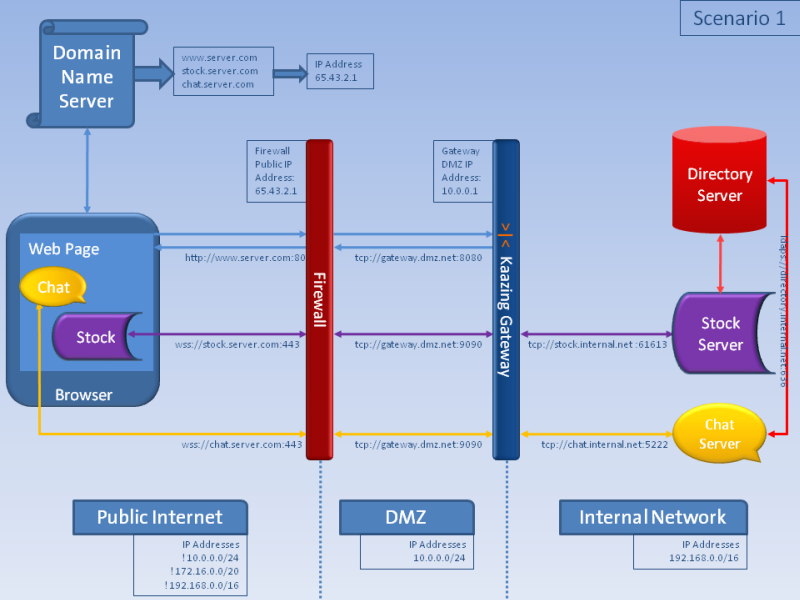 Scenario 1
Domain
Name
Server
www.server.com
stock.server.com
chat.server.com
IP Address
65.43.2.1
Firewall
Public IP
Address:
65.43.2.1
Gateway
DMZ IP
Address:
10.0.0.1
Directory
Server
Web Page
Chat
Stock
Browser
http://www.server.com:80
tcp://gateway.dmz.net:8080
Firewall
>|<
Kaazing Gateway
ldaps://directory.internal.net:636
Stock
Server
wss://stock.server.com:443
tcp://gateway.dmz.net:9090
tcp://stock.internal.net :61613
Chat
Server
wss://chat.server.com:443
tcp://gateway.dmz.net:9090
tcp://chat.internal.net:5222
Public Internet
IP Addresses
!10.0.0.0/24
!172.16.0.0/20
!192.168.0.0/16
DMZ
IP Addresses
10.0.0.0/24
Internal Network
IP Addresses
192.168.0.0/16